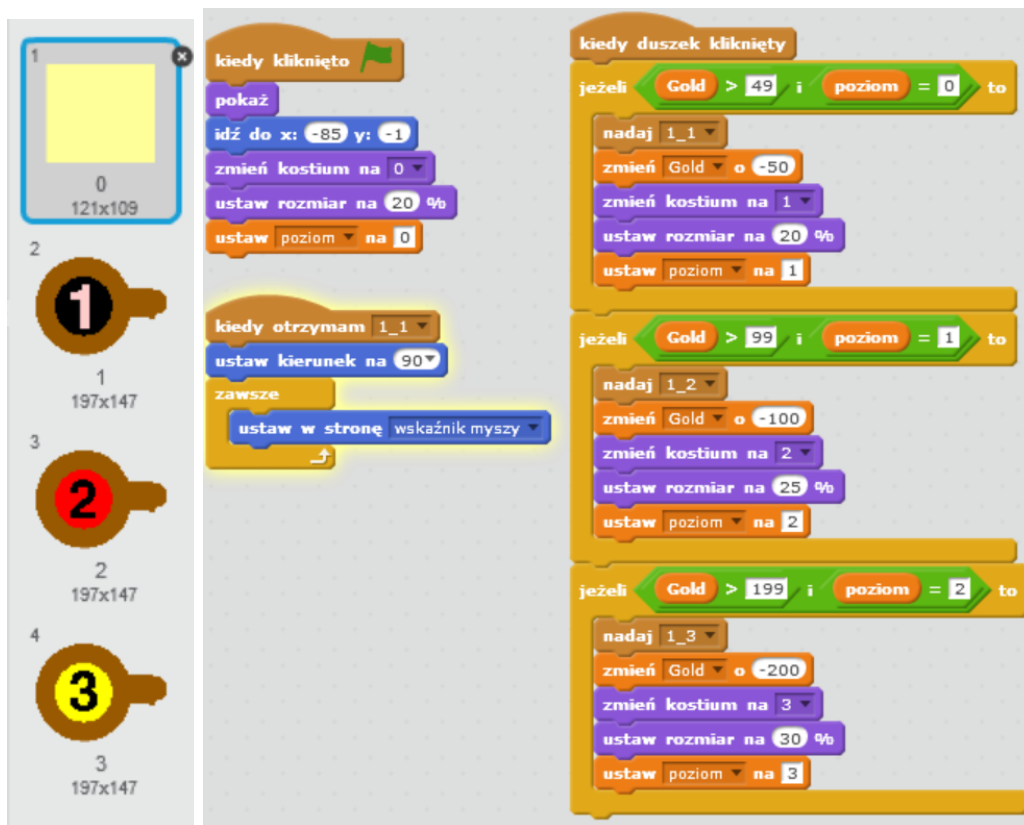 1
0
121x109
2
1
1
197x147
3
2
2
197x147
4
3
3
197x147
kiedy kliknięto
pokaż
idź do x: -85 y: -1
zmień kostium na 0
ustaw rozmiar na 20 %
ustaw poziom na 0
kiedy otrzymam 1_1
ustaw kierunek na 90
zawsze
ustaw w stronę wskaźnik myszy
kiedy duszek kliknięty
jeżeli Gold > 49 i poziom = 0 to
nadaj 1_1
zmień Gold o -50
zmień kostium na 1
ustaw rozmiar na 20 %
ustaw poziom na 1
jeżeli Gold > 99 i poziom = 1 to
nadaj 1_2
zmień Gold o -100
zmień kostium na 2
ustaw rozmiar na 25 %
ustaw poziom na 2
jeżeli Gold > 199 i poziom = 2 to
nadaj 1_3
zmień Gold o -200
zmień kostium na 3
ustaw rozmiar na 30 %
ustaw poziom na 3